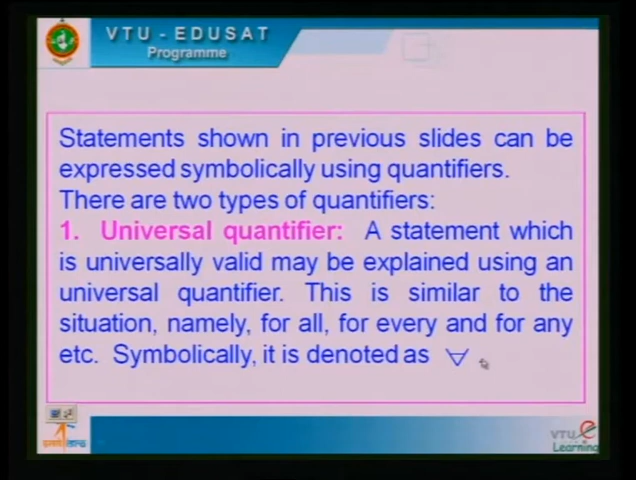 VTU - EDUSAT
Programme
Statements shown in previous slides can be
expressed symbolically using quantifiers.
There are two types of quantifiers:
1. Universal quantifier: A statement which
is universally valid may be explained using an
universal quantifier. This is similar to the
situation, namely, for all, for every and for any
etc. Symbolically, it is denoted as ∀
VTU e
Learning